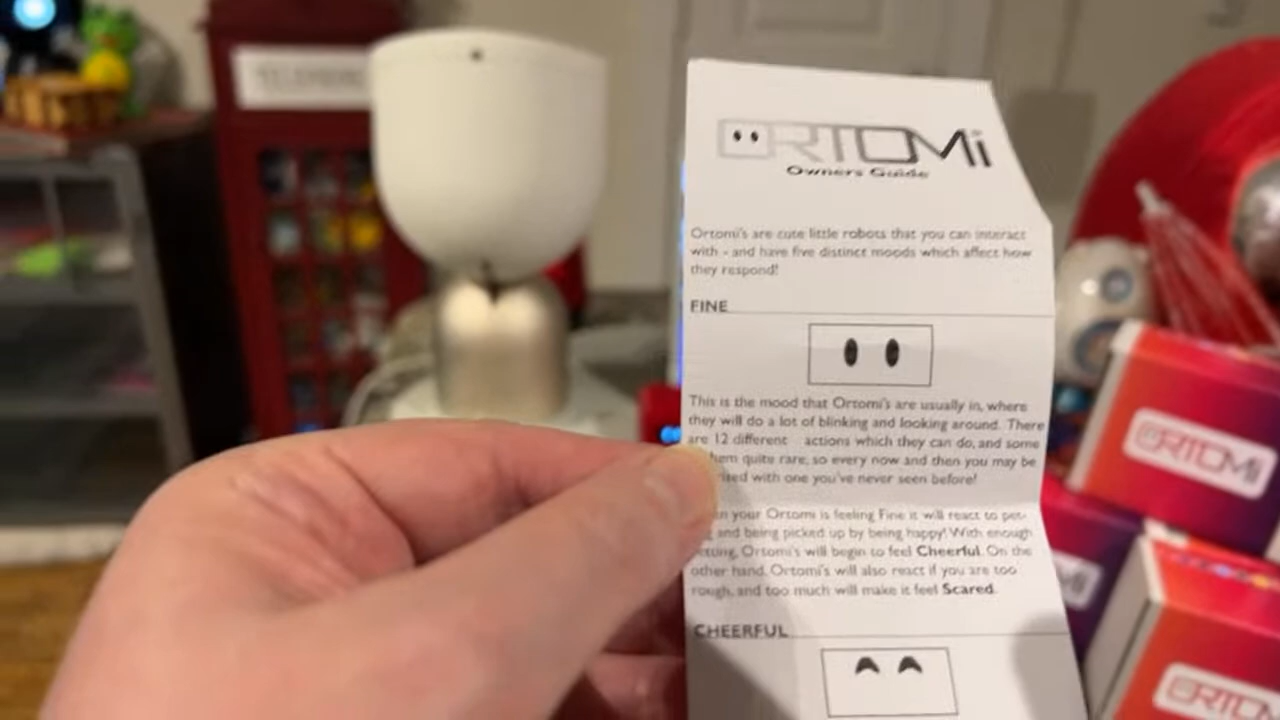 ORTOMi
Owners Guide
Ortomi's are cute little robots that you can interact
with - and have five distinct moods which affect how
they respond!
FINE
This is the mood that Ortomi's are usually in, where
they will do a lot of blinking and looking around. There
are 12 different actions which they can do, and some
quite rare, so every now and then you may be
with one you've never seen before!
your Ortomi is feeling Fine it will react to pet-
and being picked up by being happy! With enough
Ortomi's will begin to feel Cheerful. On the
other hand, Ortomi's will also react if you are too
rough, and too much will make it feel Scared.
CHEERFUL
ORTOMi
ORTOMi